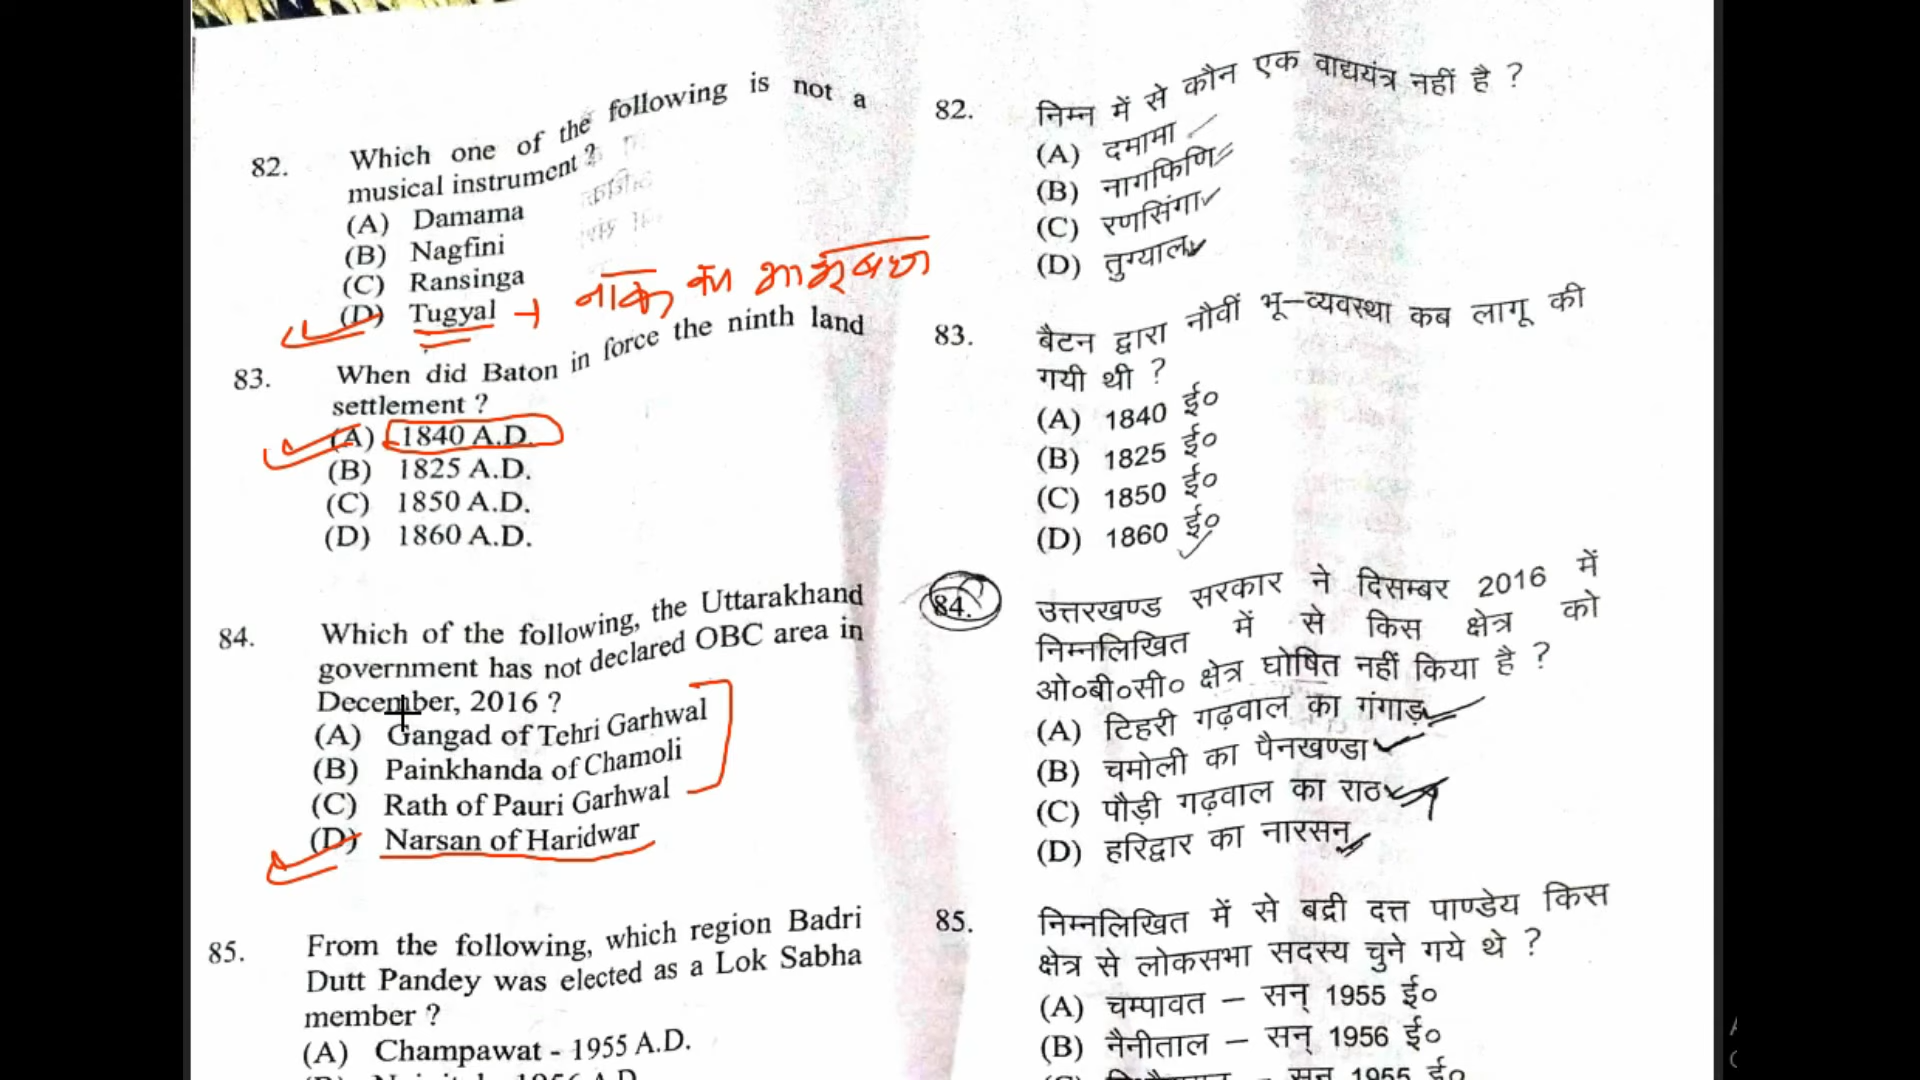 82. Which one of the following is not a
musical instrument ?
(A) Damama
(B) Nagfini
(C) Ransinga
(D) Tugyal → नाक का आभूषण
83. When did Baton in force the ninth land
settlement ?
(A) 1840 A.D.
(B) 1825 A.D.
(C) 1850 A.D.
(D) 1860 A.D.
84. Which of the following, the Uttarakhand
government has not declared OBC area in
December, 2016 ?
(A) Gangad of Tehri Garhwal
(B) Painkhanda of Chamoli
(C) Rath of Pauri Garhwal
(D) Narsan of Haridwar
85. From the following, which region Badri
Dutt Pandey was elected as a Lok Sabha
member ?
(A) Champawat - 1955 A.D.
82. निम्न में से कौन एक वाद्ययंत्र नहीं है ?
(A) दमामा
(B) नागफिणि
(C) रणसिंगा
(D) तुग्याल
83. बैटन द्वारा नौवीं भू–व्यवस्था कब लागू की
गयी थी ?
(A) 1840 ई०
(B) 1825 ई०
(C) 1850 ई०
(D) 1860 ई०
84. उत्तरखण्ड सरकार ने दिसम्बर 2016 में
निम्नलिखित में से किस क्षेत्र को
ओ०बी०सी० क्षेत्र घोषित नहीं किया है ?
(A) टिहरी गढ़वाल का गंगाड़
(B) चमोली का पैनखण्डा
(C) पौड़ी गढ़वाल का राठ
(D) हरिद्वार का नारसन
85. निम्नलिखित में से बद्री दत्त पाण्डेय किस
क्षेत्र से लोकसभा सदस्य चुने गये थे ?
(A) चम्पावत – सन् 1955 ई०
(B) नैनीताल – सन् 1956 ई०